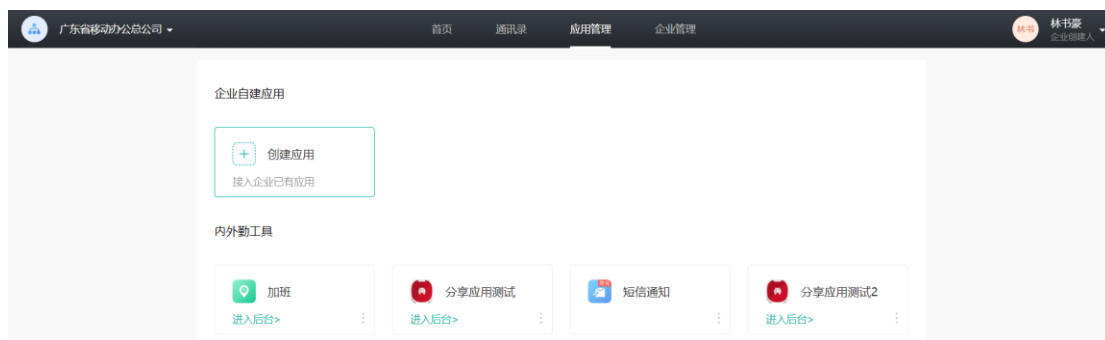 广东省移动办公总公司 首页 通讯录 应用管理 企业管理 林书 林书豪
企业创建人
企业自建应用
+ 创建应用
接入企业已有应用
内外勤工具
加班 分享应用测试 短信通知 分享应用测试2
进入后台> 进入后台> 进入后台>